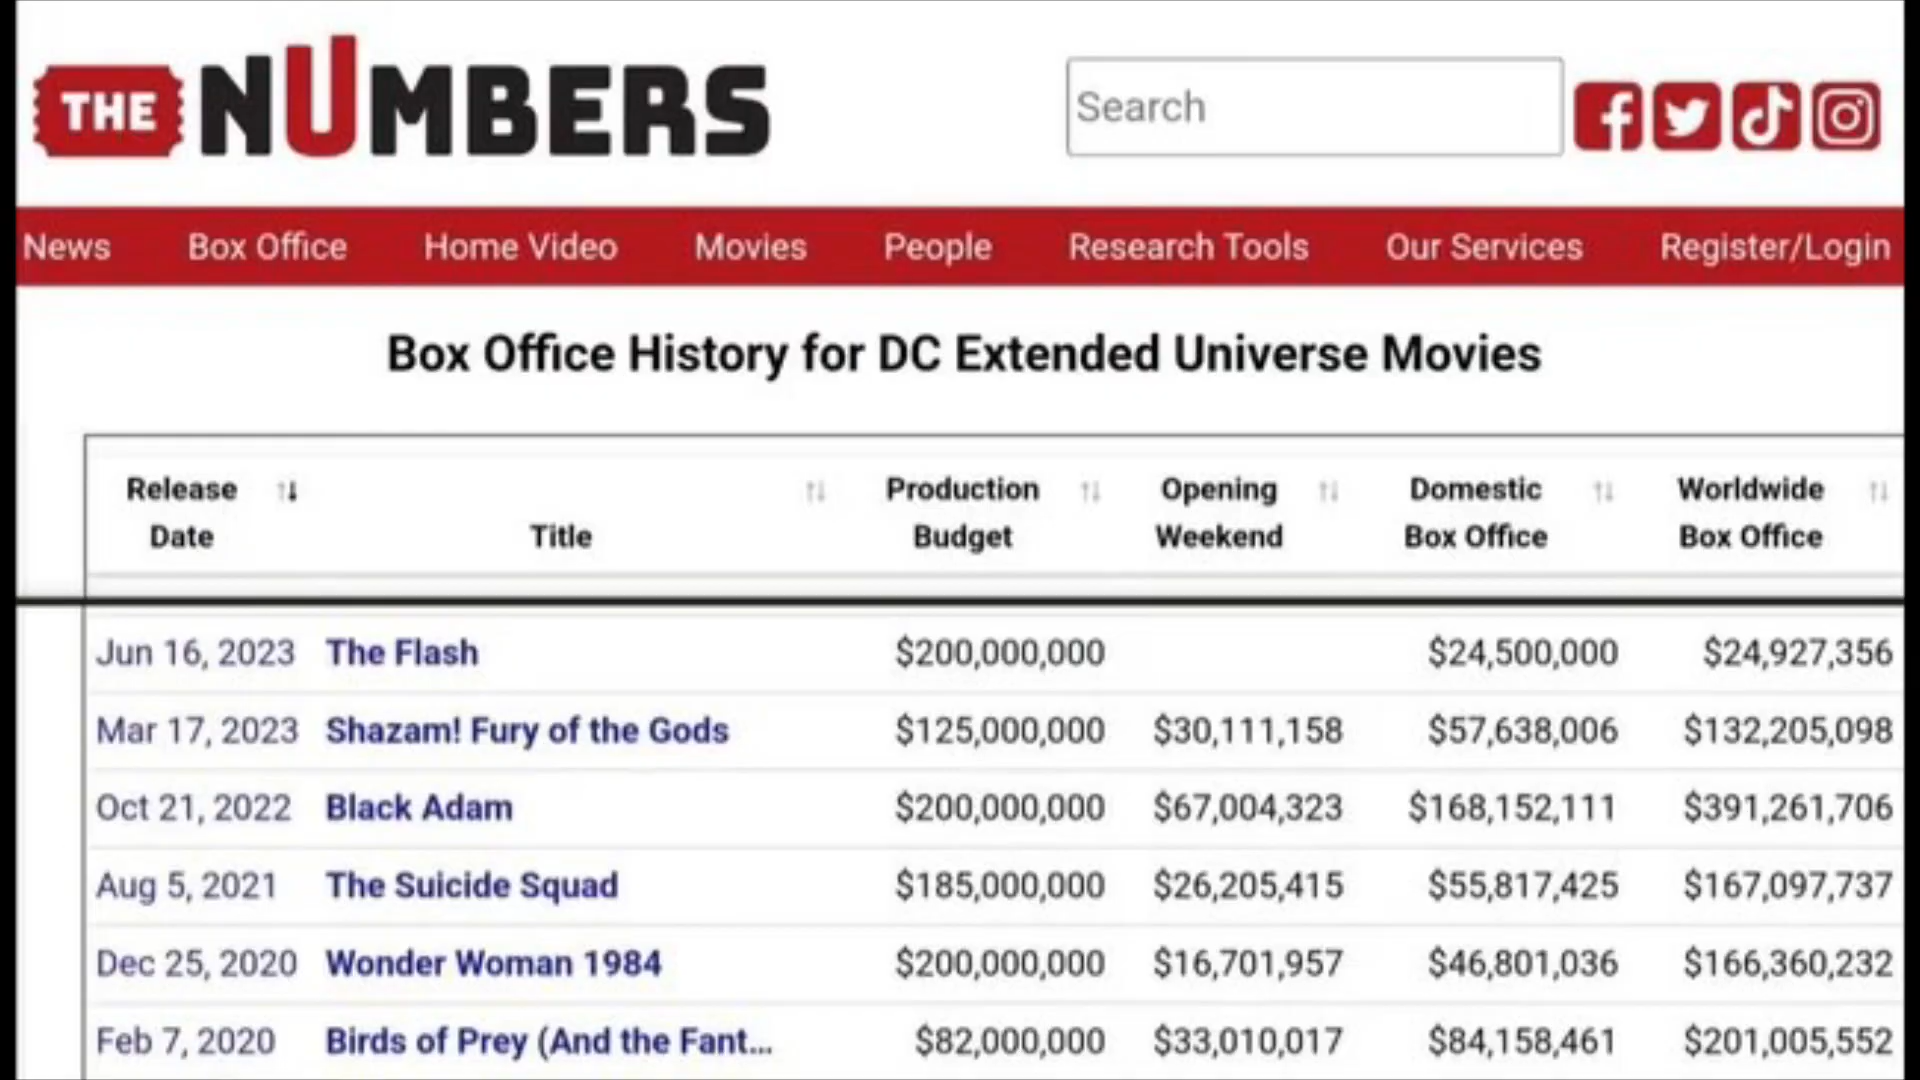 THE NUMBERS
Search
News Box Office Home Video Movies People Research Tools Our Services Register/Login
Box Office History for DC Extended Universe Movies
Release Date Title Production Budget Opening Weekend Domestic Box Office Worldwide Box Office
Jun 16, 2023 The Flash $200,000,000 $24,500,000 $24,927,356
Mar 17, 2023 Shazam! Fury of the Gods $125,000,000 $30,111,158 $57,638,006 $132,205,098
Oct 21, 2022 Black Adam $200,000,000 $67,004,323 $168,152,111 $391,261,706
Aug 5, 2021 The Suicide Squad $185,000,000 $26,205,415 $55,817,425 $167,097,737
Dec 25, 2020 Wonder Woman 1984 $200,000,000 $16,701,957 $46,801,036 $166,360,232
Feb 7, 2020 Birds of Prey (And the Fant... $82,000,000 $33,010,017 $84,158,461 $201,005,552